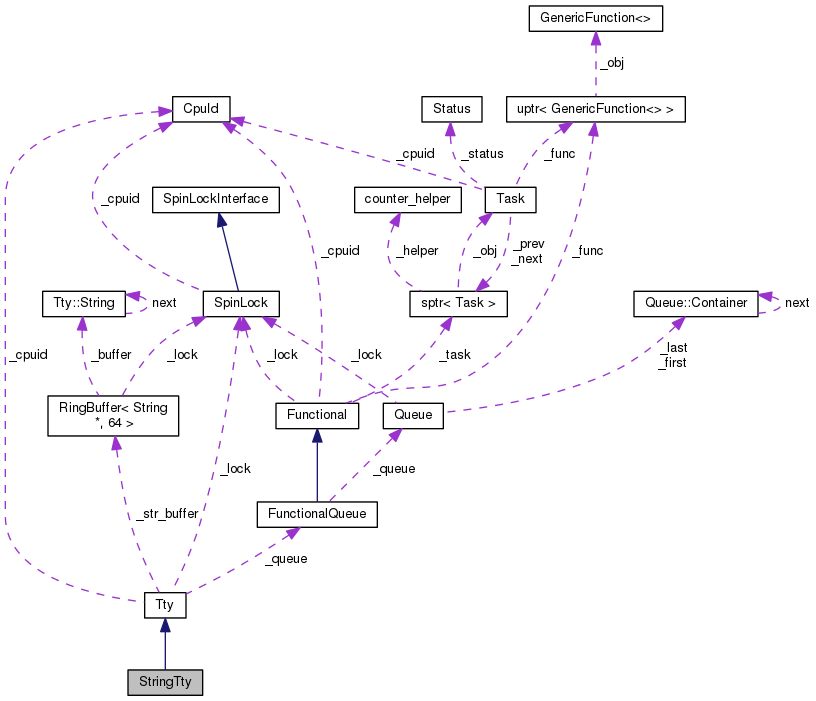 GenericFunction<>
_obj
CpuId
Status
uptr< GenericFunction<> >
_cpuid
_status
_func
_cpuid
SpinLockInterface
counter_helper
Task
_cpuid
_helper
_obj
_prev
_next
_func
Tty::String
next
SpinLock
sptr< Task >
Queue::Container
next
_cpuid
_buffer
_lock
_lock
_lock
_task
_last
_first
RingBuffer< String
*, 64 >
Functional
Queue
_lock
_queue
_str_buffer
FunctionalQueue
_queue
Tty
StringTty